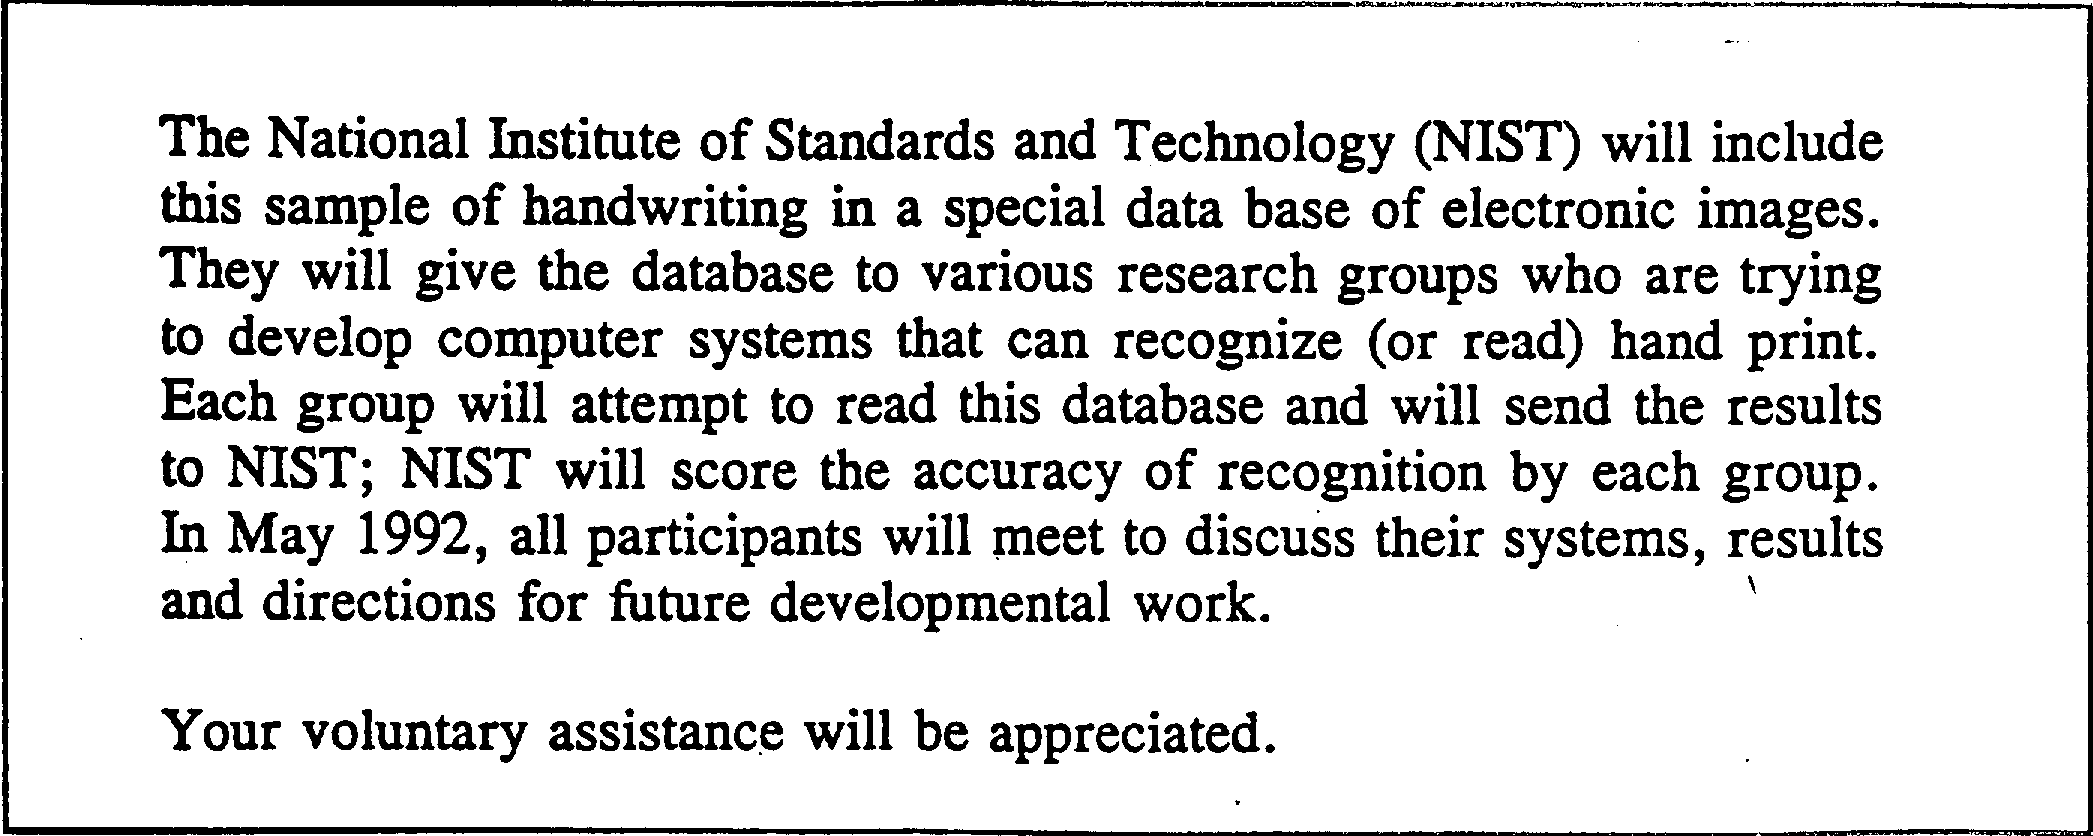 The National Institute of Standards and Technology (NIST) will include
this sample of handwriting in a special data base of electronic images.
They will give the database to various research groups who are trying
to develop computer systems that can recognize (or read) hand print.
Each group will attempt to read this database and will send the results
to NIST; NIST will score the accuracy of recognition by each group.
In May 1992, all participants will meet to discuss their systems, results
and directions for future developmental work.
Your voluntary assistance will be appreciated.